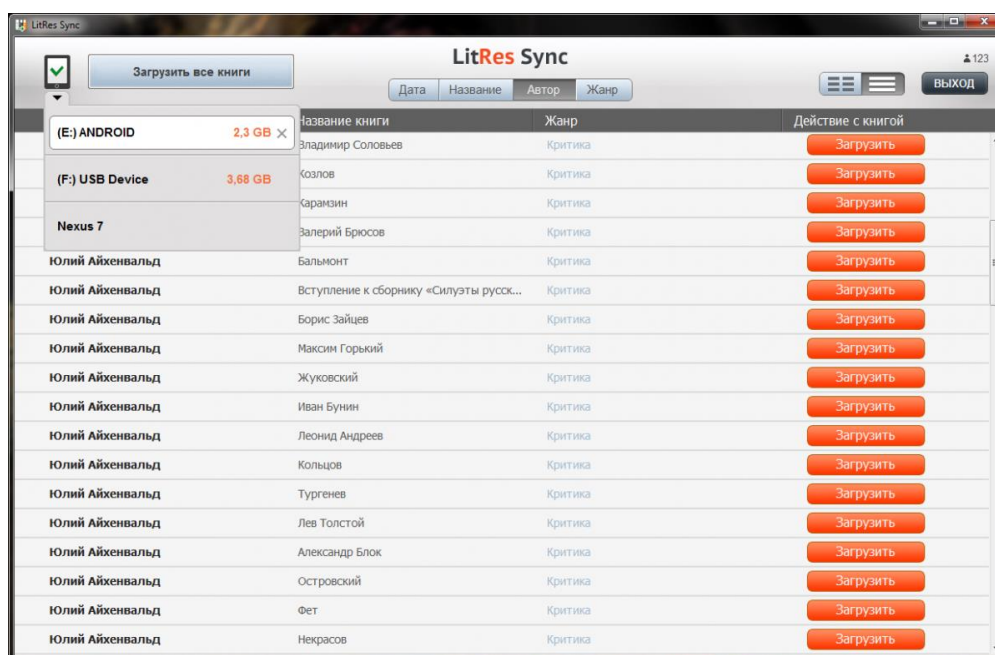 LitRes Sync
LitRes Sync
123
Загрузить все книги
Дата Название Автор Жанр
ВЫХОД
Название книги Жанр Действие с книгой
(E:) ANDROID 2,3 GB
(F:) USB Device 3,68 GB
Nexus 7
Владимир Соловьев Критика Загрузить
Козлов Критика Загрузить
Карамзин Критика Загрузить
Валерий Брюсов Критика Загрузить
Юлий Айхенвальд Бальмонт Критика Загрузить
Юлий Айхенвальд Вступление к сборнику «Силуэты русск... Критика Загрузить
Юлий Айхенвальд Борис Зайцев Критика Загрузить
Юлий Айхенвальд Максим Горький Критика Загрузить
Юлий Айхенвальд Жуковский Критика Загрузить
Юлий Айхенвальд Иван Бунин Критика Загрузить
Юлий Айхенвальд Леонид Андреев Критика Загрузить
Юлий Айхенвальд Кольцов Критика Загрузить
Юлий Айхенвальд Тургенев Критика Загрузить
Юлий Айхенвальд Лев Толстой Критика Загрузить
Юлий Айхенвальд Александр Блок Критика Загрузить
Юлий Айхенвальд Островский Критика Загрузить
Юлий Айхенвальд Фет Критика Загрузить
Юлий Айхенвальд Некрасов Критика Загрузить